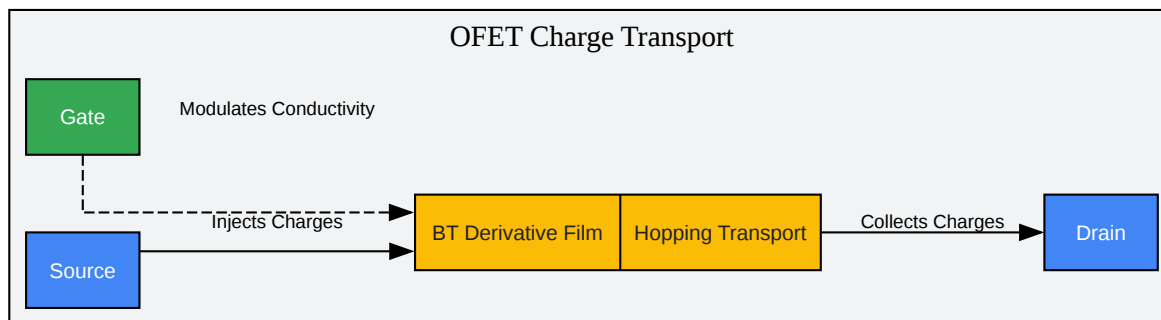 OFET Charge Transport
Gate
Modulates Conductivity
Injects Charges
BT Derivative Film
Hopping Transport
Collects Charges
Drain
Source